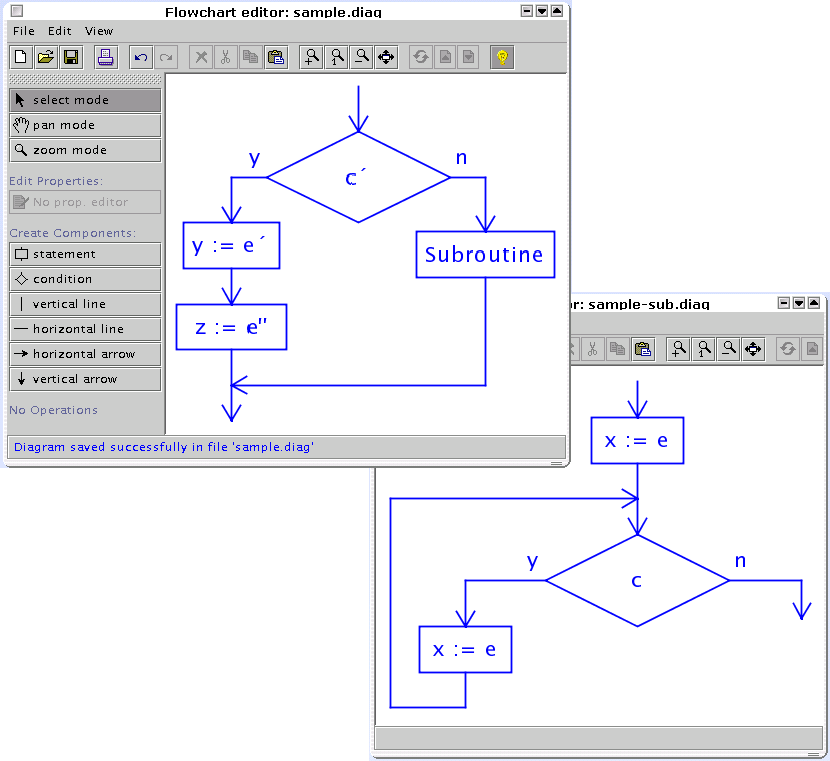 Flowchart editor: sample.diag
File Edit View
select mode
pan mode
zoom mode
Edit Properties:
No prop. editor
Create Components:
statement
condition
vertical line
horizontal line
horizontal arrow
vertical arrow
No Operations
y n
c´
y := e´
Subroutine
z := e"
Diagram saved successfully in file 'sample.diag'
r: sample-sub.diag
x := e
y n
c
x := e